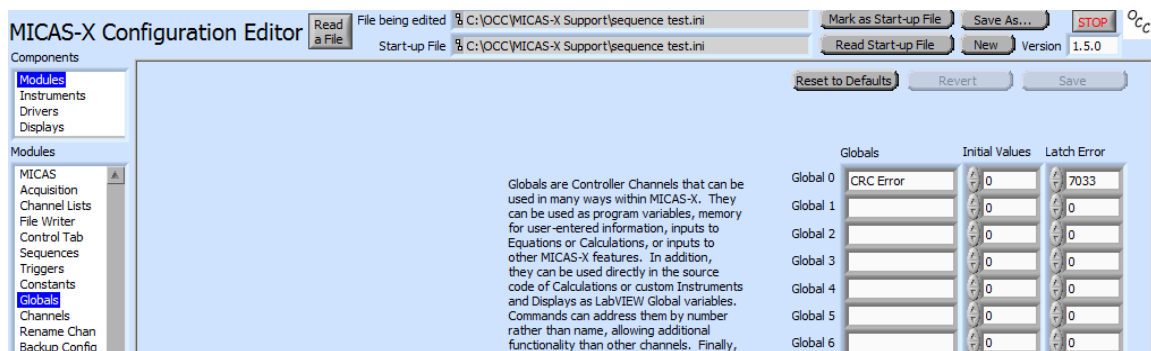 MICAS-X Configuration Editor
Read a File
File being edited C:\OCC\MICAS-X Support\sequence test.ini
Mark as Start-up File Save As... STOP
OCC
Start-up File C:\OCC\MICAS-X Support\sequence test.ini
Read Start-up File New Version 1.5.0
Components
Modules
Instruments
Drivers
Displays
Reset to Defaults Revert Save
Modules
MICAS
Acquisition
Channel Lists
File Writer
Control Tab
Sequences
Triggers
Constants
Globals
Channels
Rename Chan
Backup Config
Globals are Controller Channels that can be
used in many ways within MICAS-X. They
can be used as program variables, memory
for user-entered information, inputs to
Equations or Calculations, or inputs to
other MICAS-X features. In addition,
they can be used directly in the source
code of Calculations or custom Instruments
and Displays as LabVIEW Global variables.
Commands can address them by number
rather than name, allowing additional
functionality than other channels. Finally,
Globals Initial Values Latch Error
Global 0 CRC Error 0 7033
Global 1 0 0
Global 2 0 0
Global 3 0 0
Global 4 0 0
Global 5 0 0
Global 6 0 0